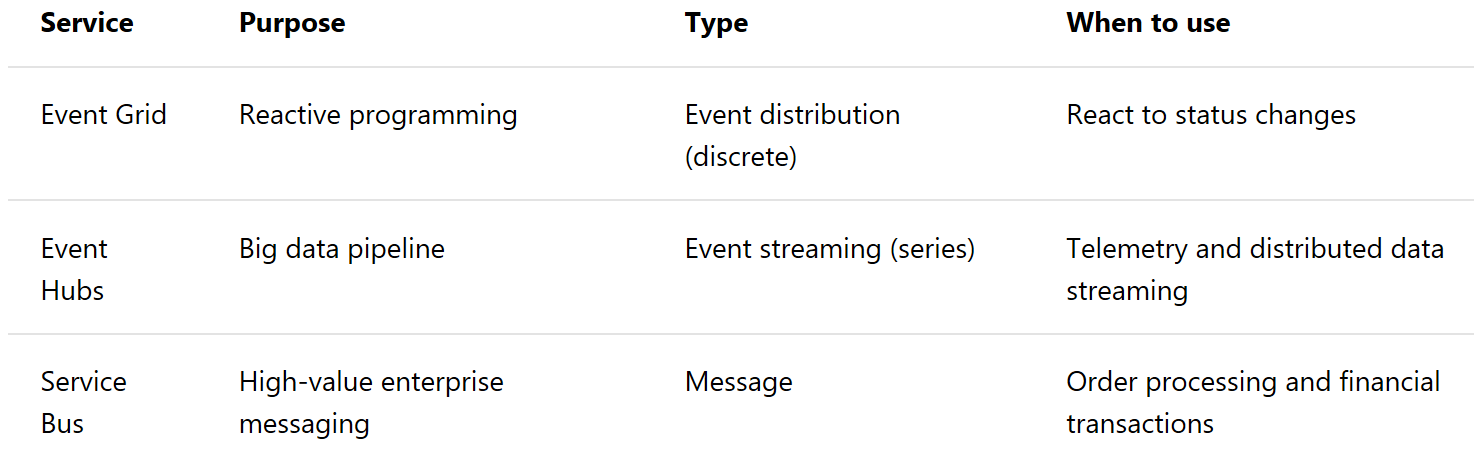 Service Purpose Type When to use
Event Grid Reactive programming Event distribution (discrete) React to status changes
Event Hubs Big data pipeline Event streaming (series) Telemetry and distributed data streaming
Service Bus High-value enterprise messaging Message Order processing and financial transactions